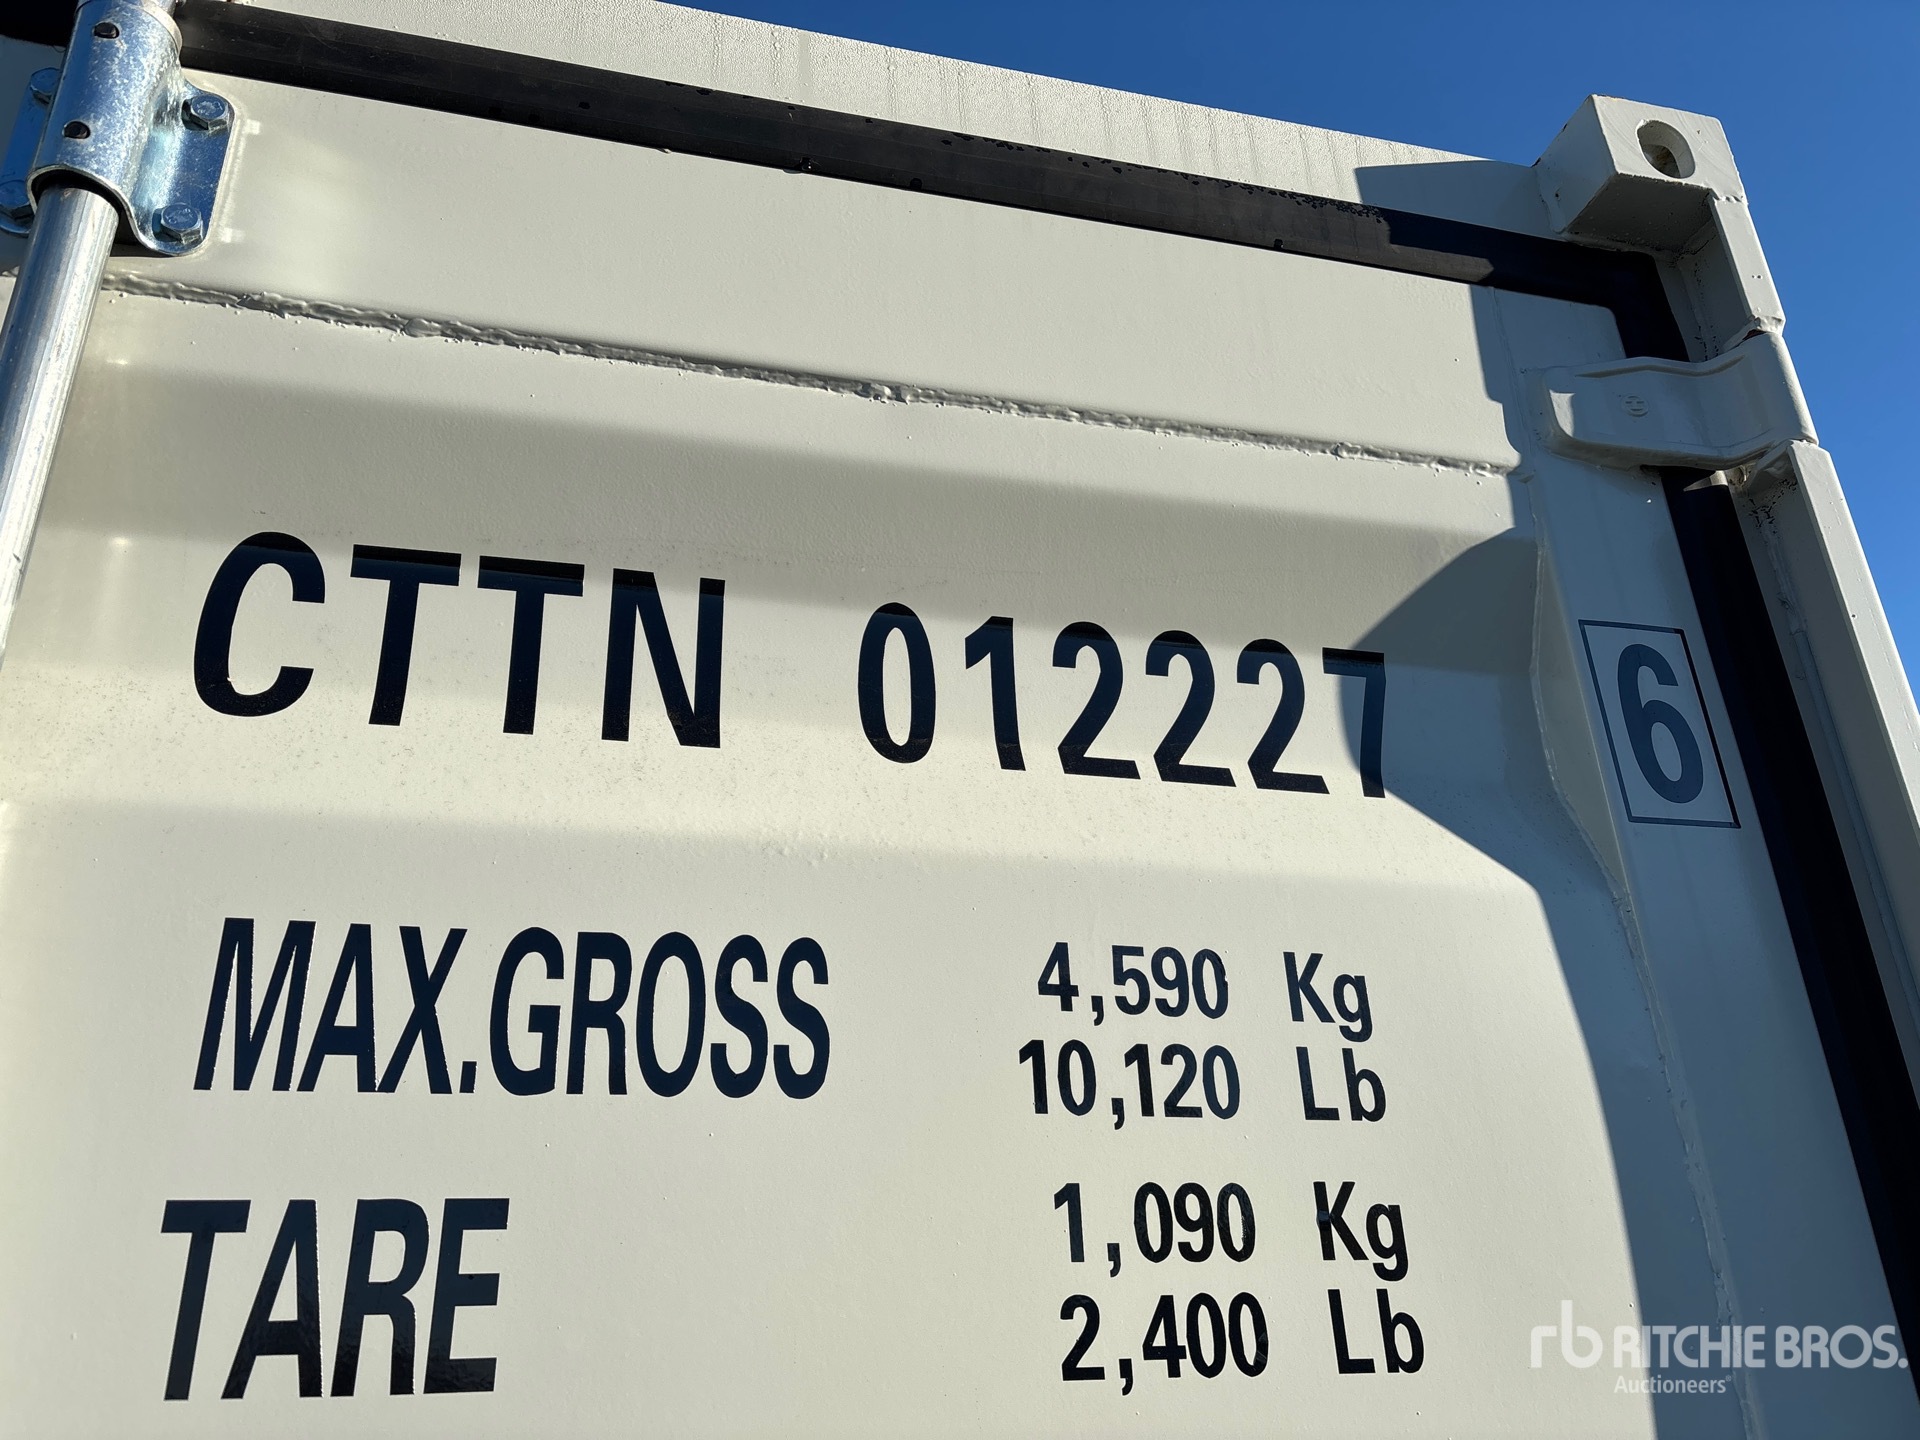 CTTN 012227 6
MAX.GROSS 4,590 Kg
10,120 Lb
TARE 1,090 Kg
2,400 Lb
rb RITCHIE BROS.
Auctioneers